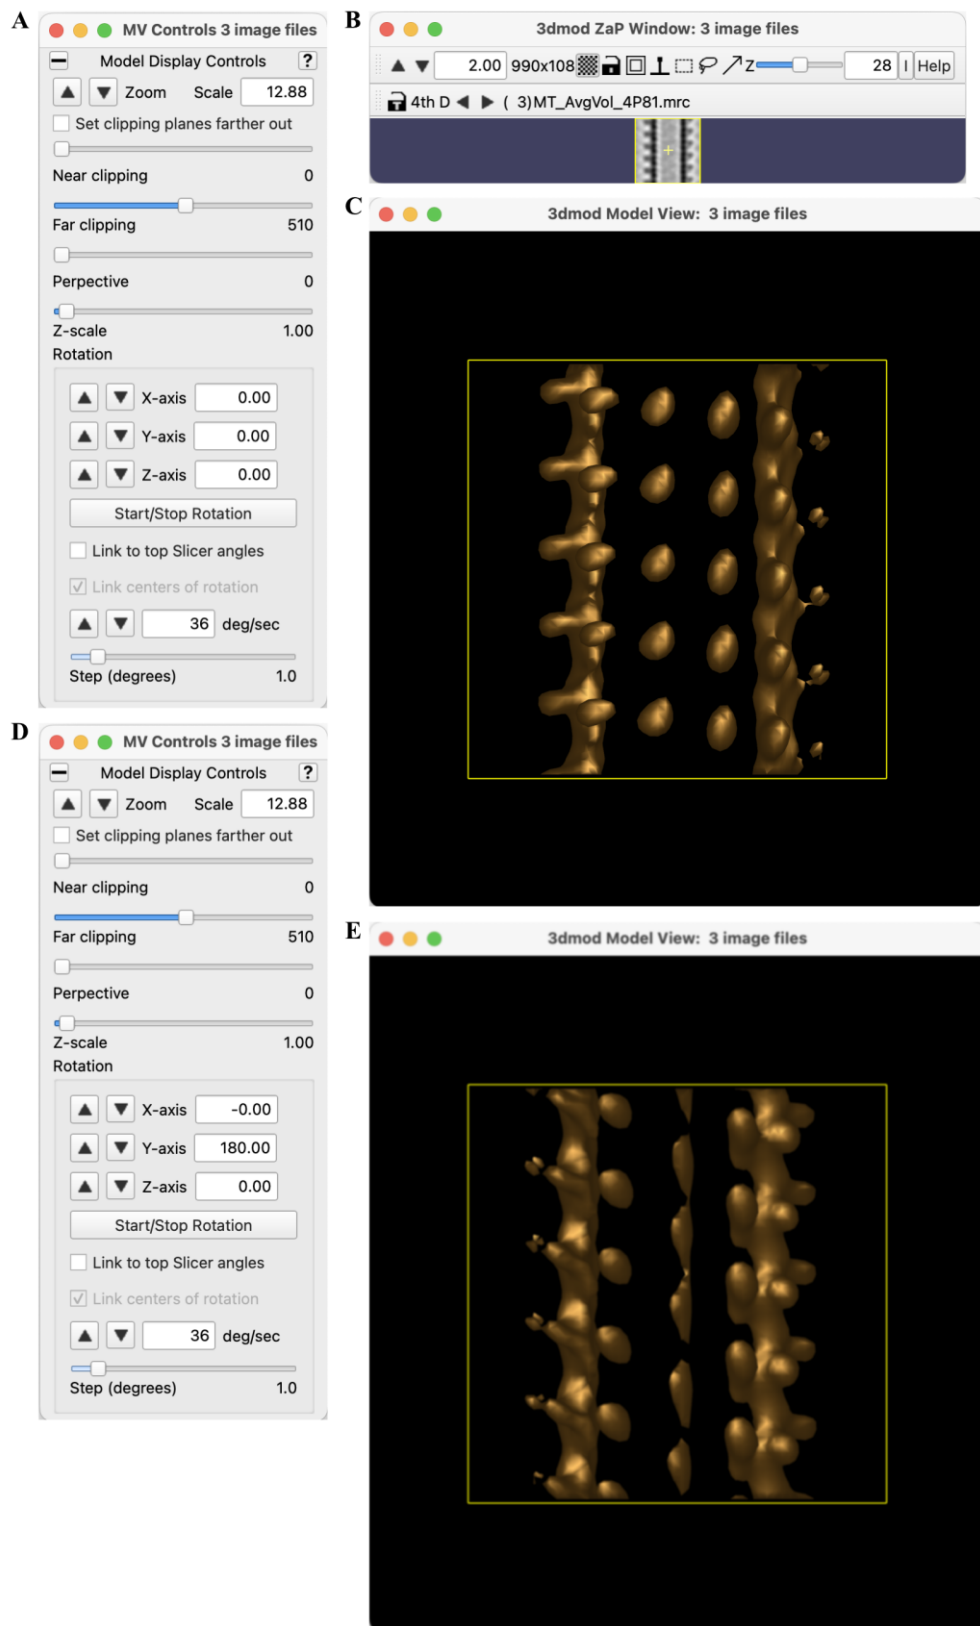 A
MV Controls 3 image files
Model Display Controls ?
Zoom Scale 12.88
Set clipping planes farther out
Near clipping 0
Far clipping 510
Perpective 0
Z-scale 1.00
Rotation
X-axis 0.00
Y-axis 0.00
Z-axis 0.00
Start/Stop Rotation
Link to top Slicer angles
Link centers of rotation
36 deg/sec
Step (degrees) 1.0
B
3dmod ZaP Window: 3 image files
2.00 990x108 Z 28 I Help
4th D ( 3) MT_AvgVol_4P81.mrc
C
3dmod Model View: 3 image files
D
MV Controls 3 image files
Model Display Controls ?
Zoom Scale 12.88
Set clipping planes farther out
Near clipping 0
Far clipping 510
Perpective 0
Z-scale 1.00
Rotation
X-axis -0.00
Y-axis 180.00
Z-axis 0.00
Start/Stop Rotation
Link to top Slicer angles
Link centers of rotation
36 deg/sec
Step (degrees) 1.0
E
3dmod Model View: 3 image files